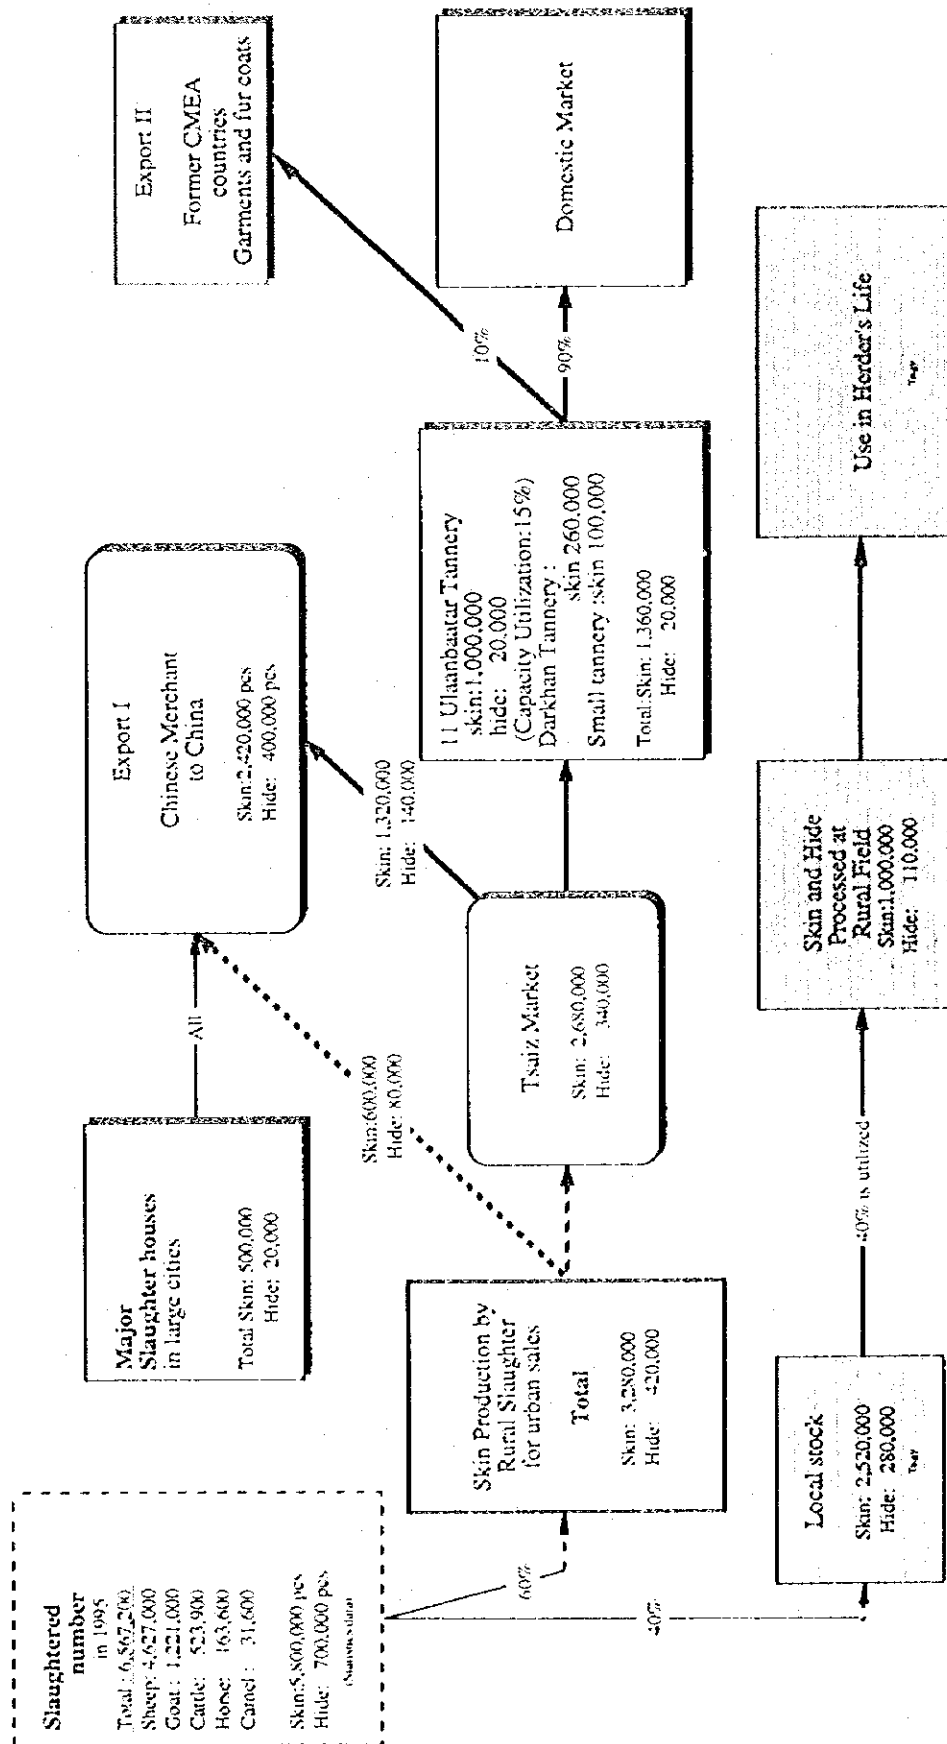 Slaughtered
number
in 1995
Total : 6,567,200
Sheep: 4,627,000
Goat : 1,221,000
Cattle: 523,900
Horse: 163,600
Camel : 31,600
Skin:5,800,000 pcs
Hide: 700,000 pcs
60%
40%
Major
Slaughter houses
in large cities
Total Skin: 500,000
Hide: 20,000
All
Skin Production by
Rural Slaughter
for urban sales
Total
Skin: 3,280,000
Hide: 420,000
Local stock
Skin: 2,520,000
Hide: 280,000
Skin:600,000
Hide: 80,000
40% is utilized
Export I
Chinese Merchant
to China
Skin:2,420,000 pcs
Hide: 400,000 pcs
Tsaiz Market
Skin: 2,680,000
Hide: 340,000
Skin: 1,320,000
Hide: 140,000
Skin and Hide
Processed at
Rural Field
Skin:1,000,000
Hide: 110,000
11 Ulaanbaatar Tannery
skin:1,000,000
hide: 20,000
(Capacity Utilization:15%)
Darkhan Tannery :
skin 260,000
Small tannery :skin 100,000
Total:Skin: 1,360,000
Hide: 20,000
10%
90%
Use in Herder's Life
Export II
Former CMEA
countries
Garments and fur coats
Domestic Market